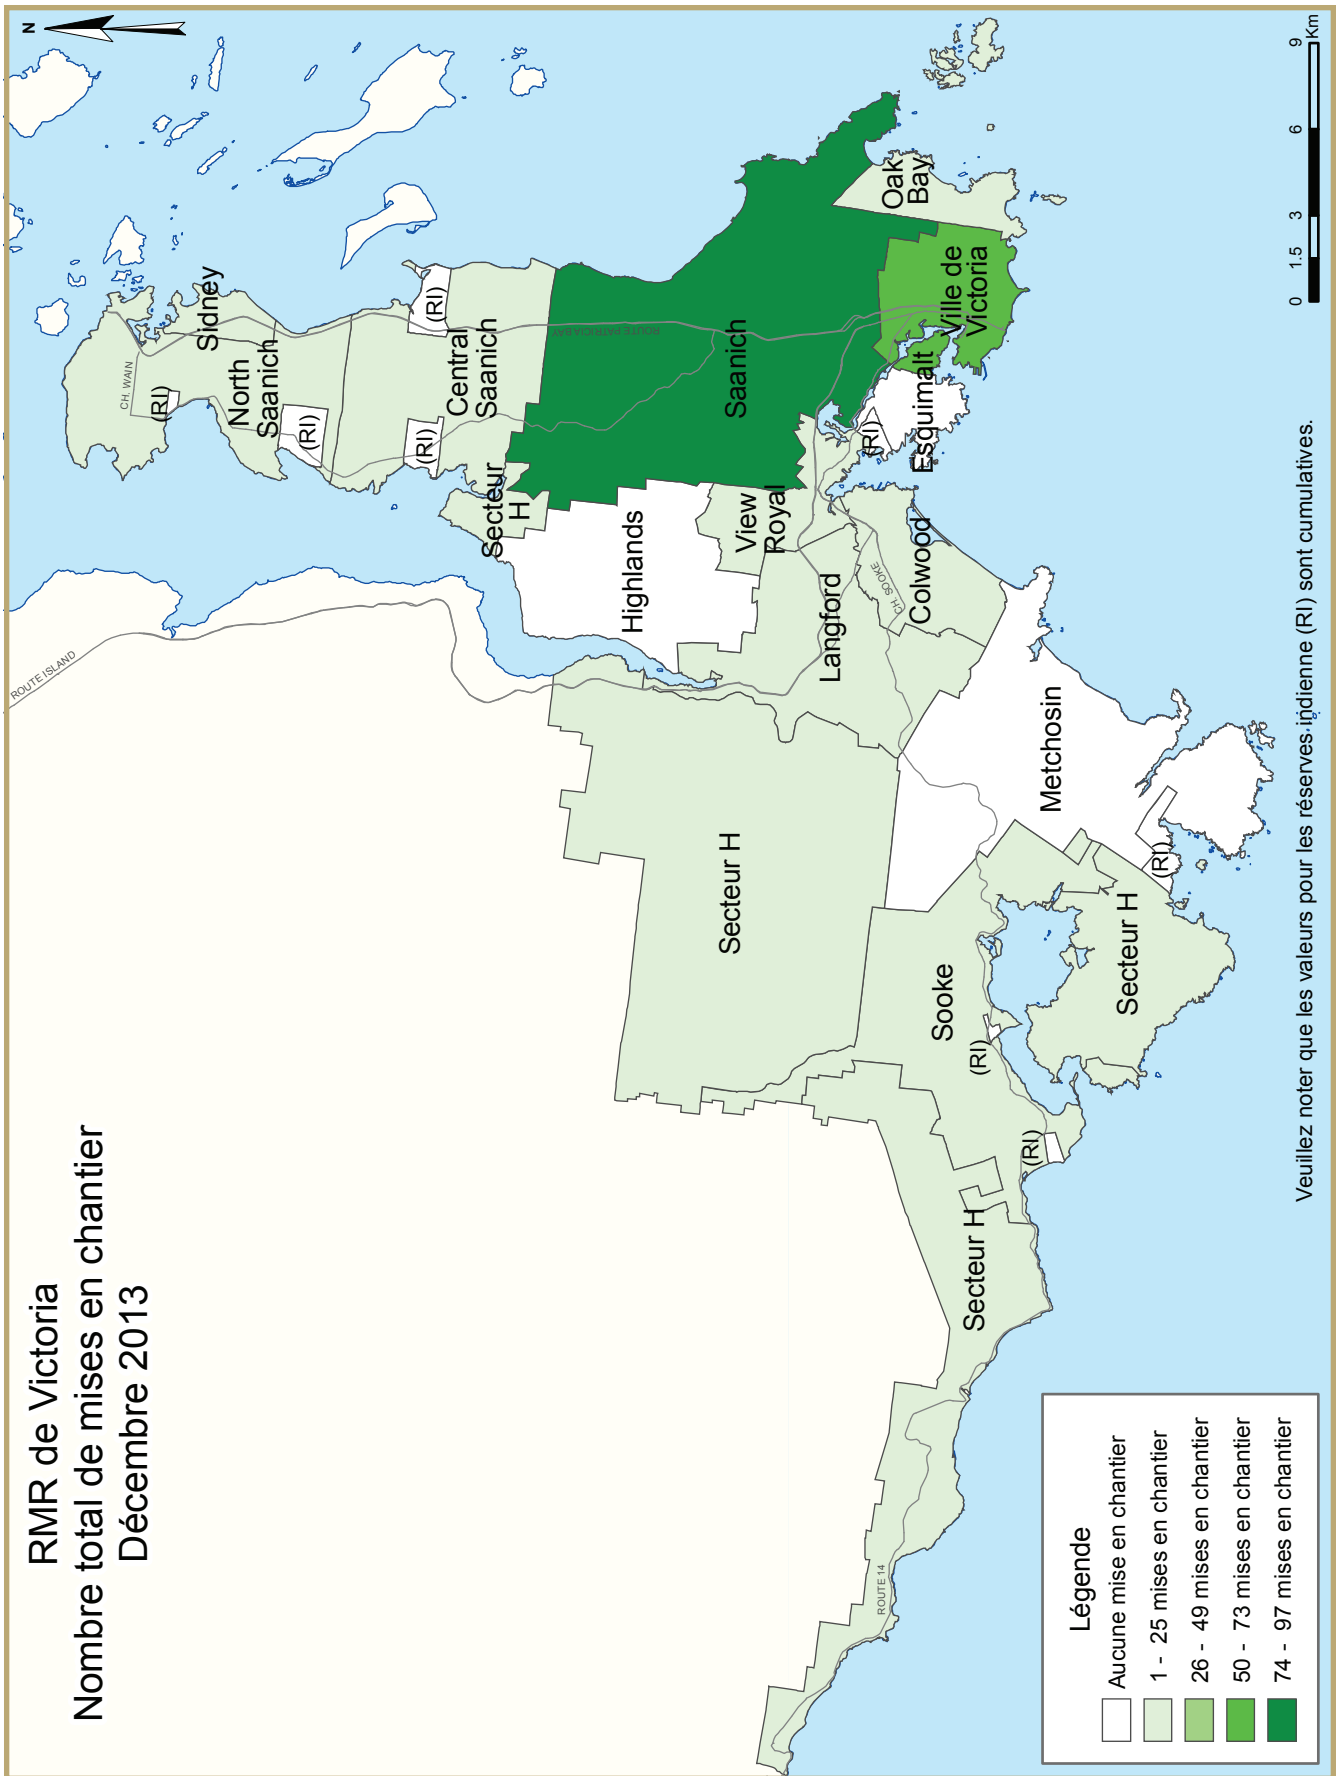 RMR de Victoria
Nombre total de mises en chantier
Décembre 2013
N
ROUTE ISLAND
CH. WAIN
(RI)
Sidney
North
Saanich
(RI)
(RI)
(RI)
Central
Saanich
ROUTE PATRICIA BAY
Secteur
H
Saanich
Highlands
View
Royal
Oak
Bay
Ville de
Victoria
Esquimalt
(RI)
Langford
CH. SOOKE
Colwood
Secteur H
Metchosin
(RI)
Sooke
(RI)
Secteur H
(RI)
Secteur H
ROUTE 14
Légende
Aucune mise en chantier
1 - 25 mises en chantier
26 - 49 mises en chantier
50 - 73 mises en chantier
74 - 97 mises en chantier
0 1.5 3 6 9
Km
Veuillez noter que les valeurs pour les réserves indienne (RI) sont cumulatives.